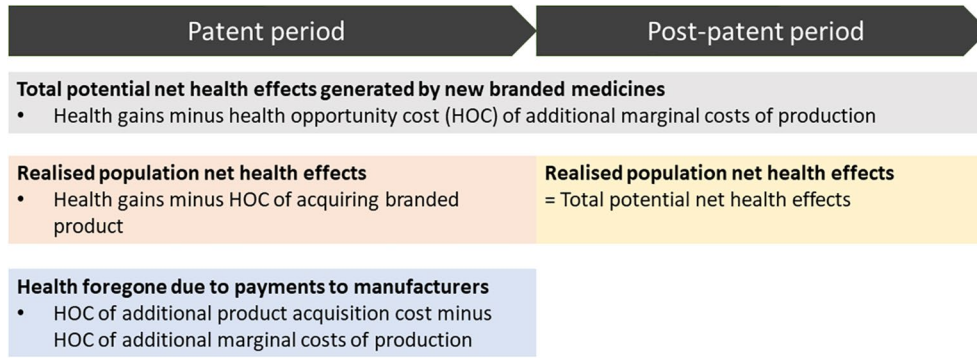 Patent period
Post-patent period
Total potential net health effects generated by new branded medicines
• Health gains minus health opportunity cost (HOC) of additional marginal costs of production
Realised population net health effects
• Health gains minus HOC of acquiring branded
product
Realised population net health effects
= Total potential net health effects
Health foregone due to payments to manufacturers
• HOC of additional product acquisition cost minus
HOC of additional marginal costs of production